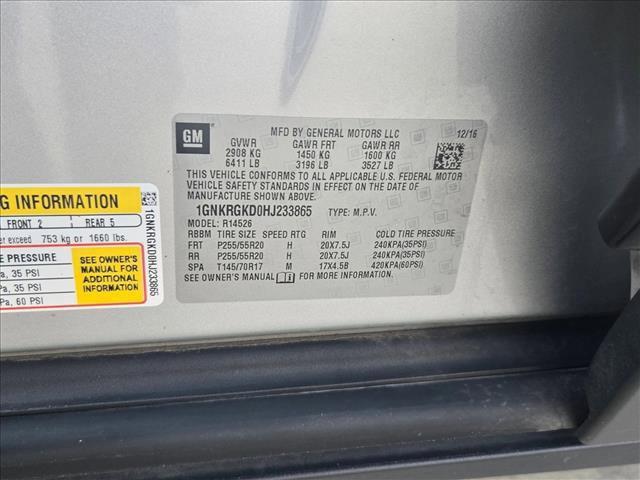 GM
MFD BY GENERAL MOTORS LLC 12/16
GVWR GAWR FRT GAWR RR
2908 KG 1450 KG 1600 KG
6411 LB 3196 LB 3527 LB
THIS VEHICLE CONFORMS TO ALL APPLICABLE U.S. FEDERAL MOTOR
VEHICLE SAFETY STANDARDS IN EFFECT ON THE DATE OF
MANUFACTURE SHOWN ABOVE.
1GNKRGKD0HJ233865 TYPE: M.P.V.
MODEL: R14526
RBBM TIRE SIZE SPEED RTG RIM COLD TIRE PRESSURE
FRT P255/55R20 H 20X7.5J 240KPA(35PSI)
RR P255/55R20 H 20X7.5J 240KPA(35PSI)
SPA T145/70R17 M 17X4.5B 420KPA(60PSI)
SEE OWNER'S MANUAL FOR MORE INFORMATION.
G INFORMATION
FRONT 2 REAR 5
er exceed 753 kg or 1660 lbs.
E PRESSURE
a, 35 PSI
a, 35 PSI
Pa, 60 PSI
SEE OWNER'S
MANUAL FOR
ADDITIONAL
INFORMATION
1GNKRGKD0HJ233865